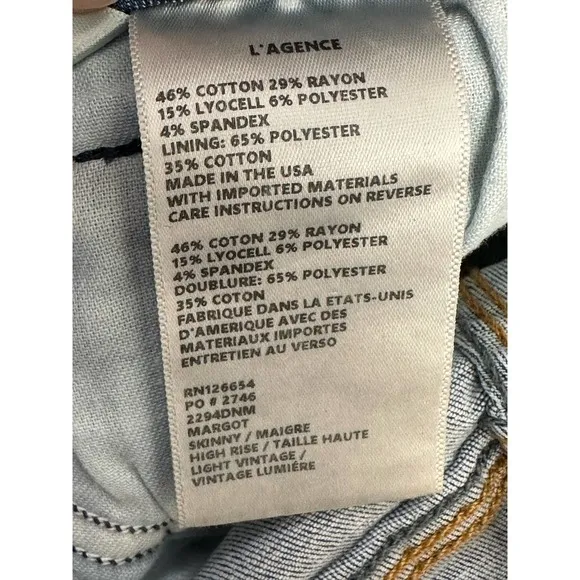 L'AGENCE
46% COTTON 29% RAYON
15% LYOCELL 6% POLYESTER
4% SPANDEX
LINING: 65% POLYESTER
35% COTTON
MADE IN THE USA
WITH IMPORTED MATERIALS
CARE INSTRUCTIONS ON REVERSE
46% COTON 29% RAYON
15% LYOCELL 6% POLYESTER
4% SPANDEX
DOUBLURE: 65% POLYESTER
35% COTON
FABRIQUE DANS LA ETATS-UNIS
D'AMERIQUE AVEC DES
MATERIAUX IMPORTES
ENTRETIEN AU VERSO
RN126654
PO # 2746
2294DNM
MARGOT
SKINNY / MAIGRE
HIGH RISE / TAILLE HAUTE
LIGHT VINTAGE /
VINTAGE LUMIÈRE